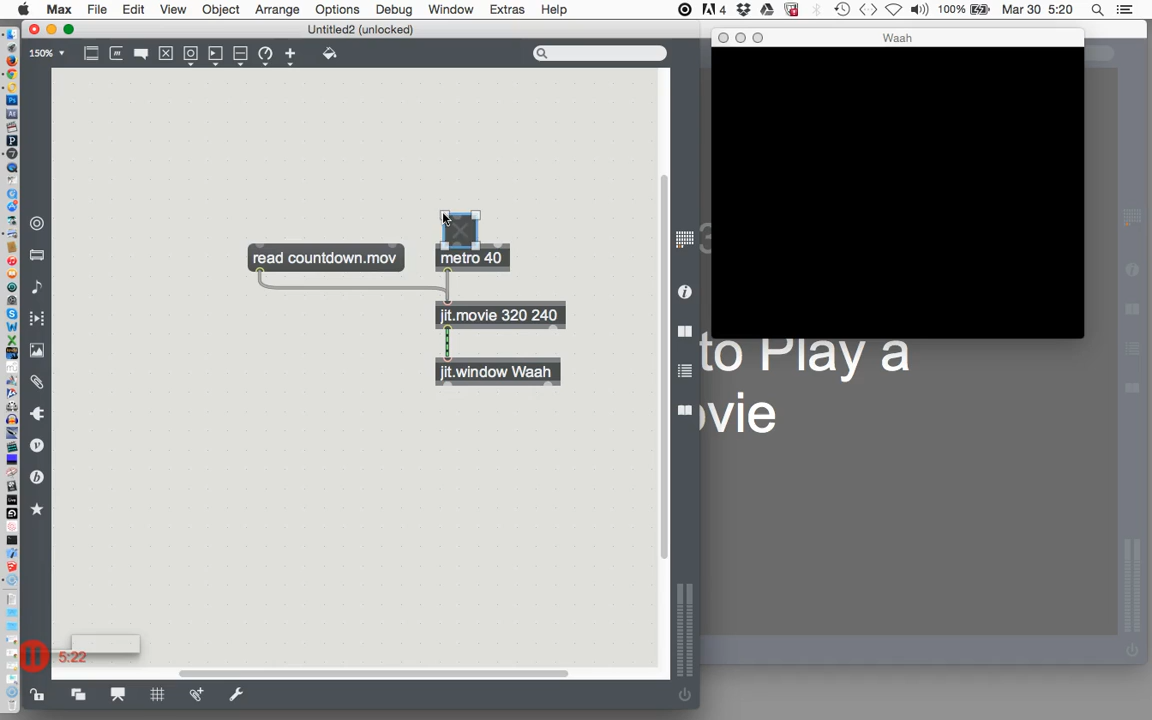 Max File Edit View Object Arrange Options Debug Window Extras Help 4 100% Mar 30 5:20
Untitled2 (unlocked)
Waah
150%
read countdown.mov
metro 40
jit.movie 320 240
jit.window Waah
to Play a
ovie
5:22